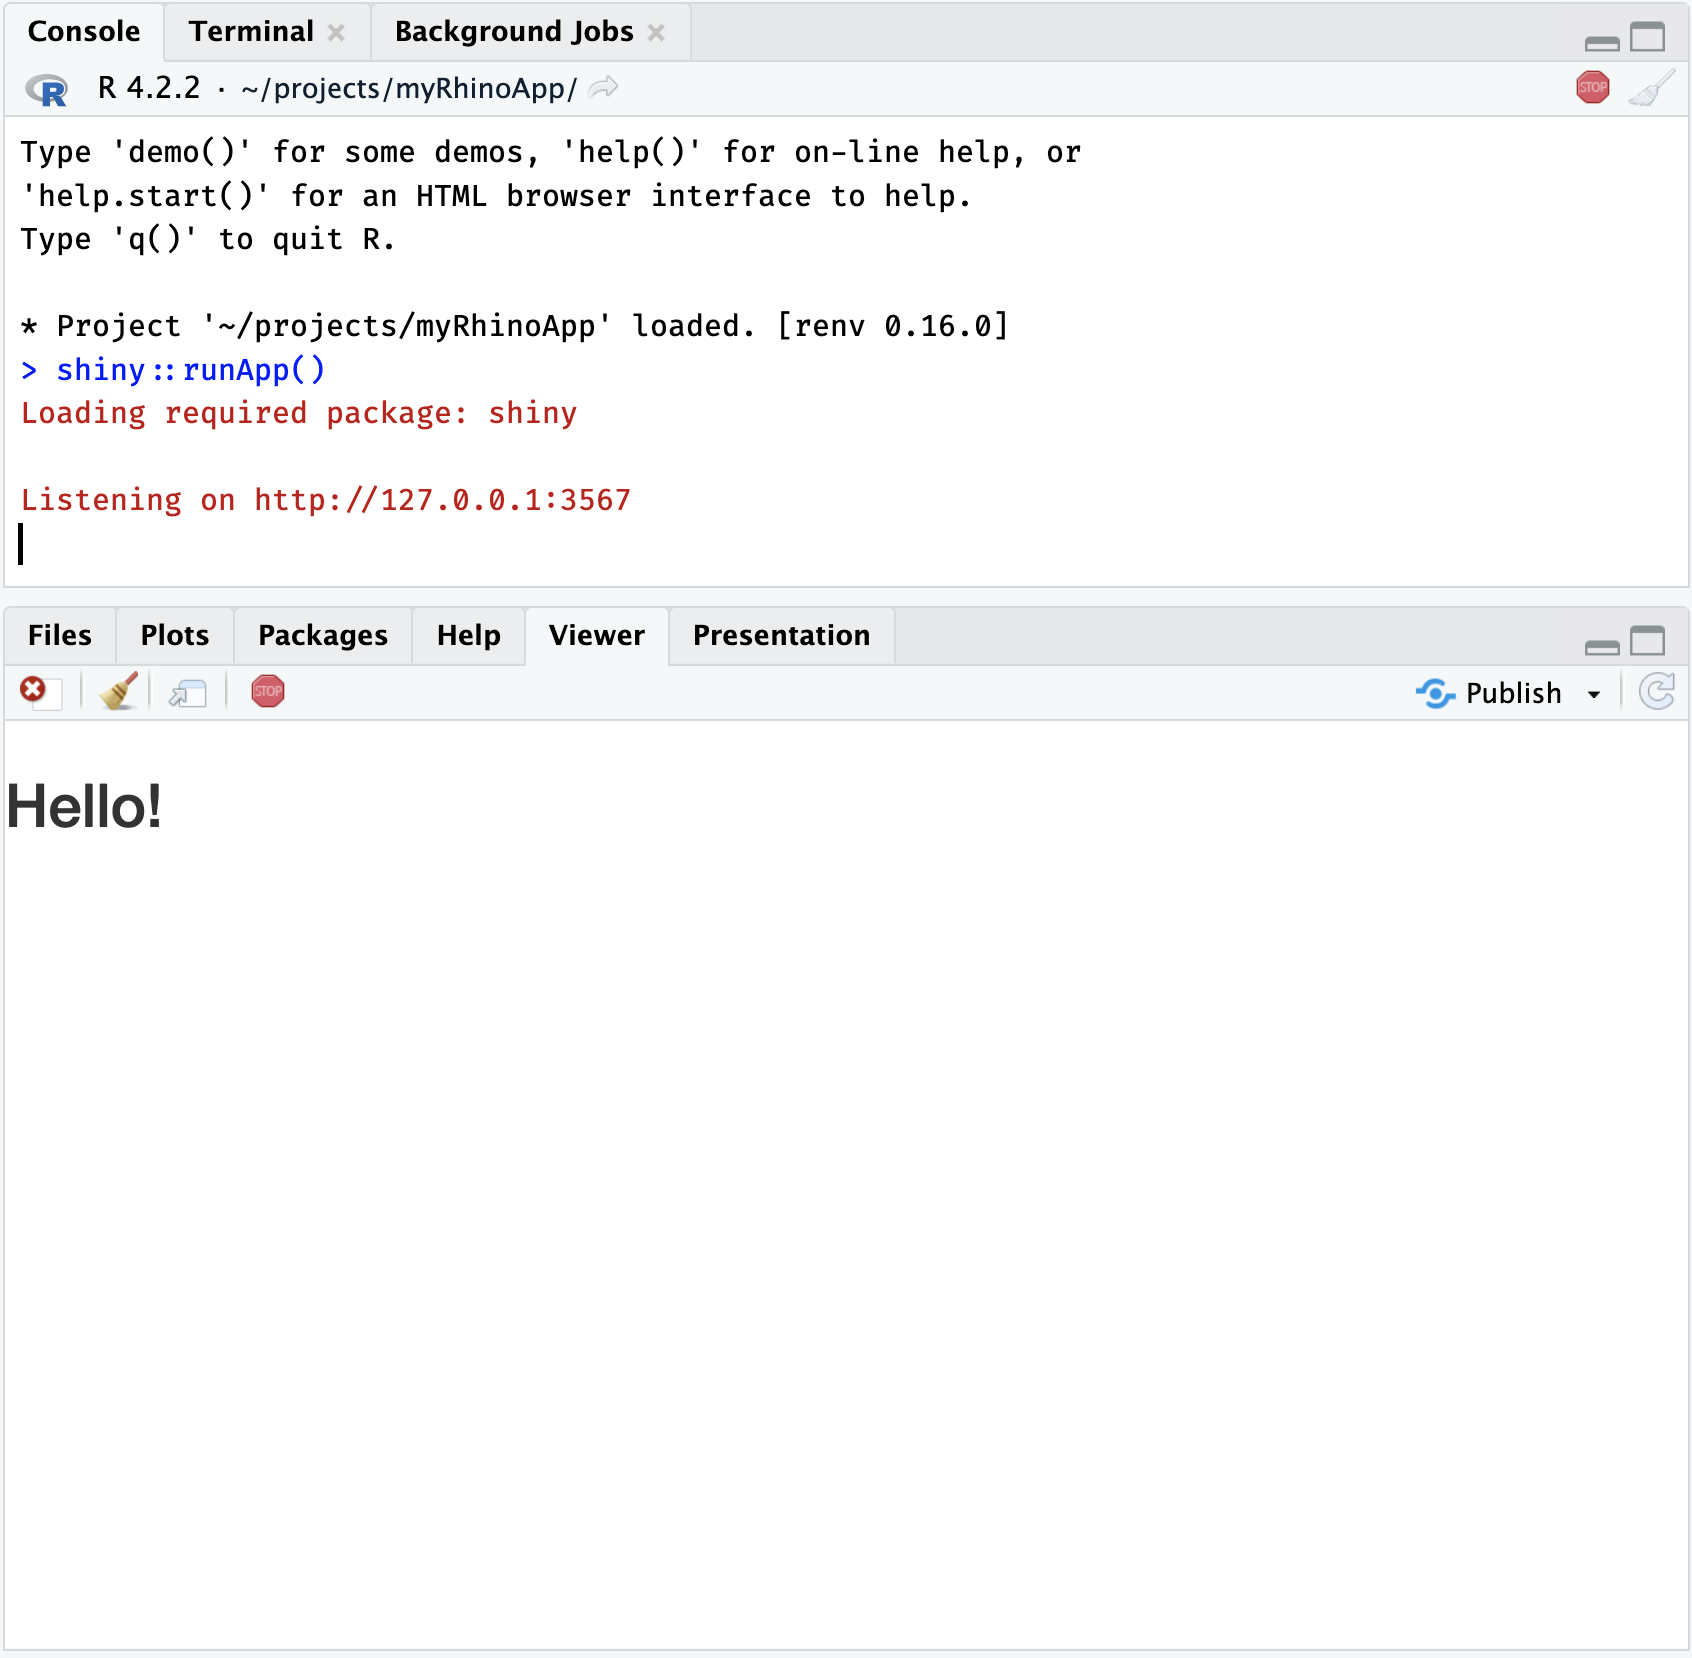 Console Terminal Background Jobs
R R 4.2.2 · ~/projects/myRhinoApp/ STOP
Type 'demo()' for some demos, 'help()' for on-line help, or
'help.start()' for an HTML browser interface to help.
Type 'q()' to quit R.
* Project '~/projects/myRhinoApp' loaded. [renv 0.16.0]
> shiny::runApp()
Loading required package: shiny
Listening on http://127.0.0.1:3567
Files Plots Packages Help Viewer Presentation
STOP Publish
Hello!